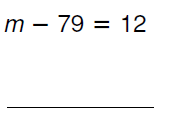 m − 79 = 12